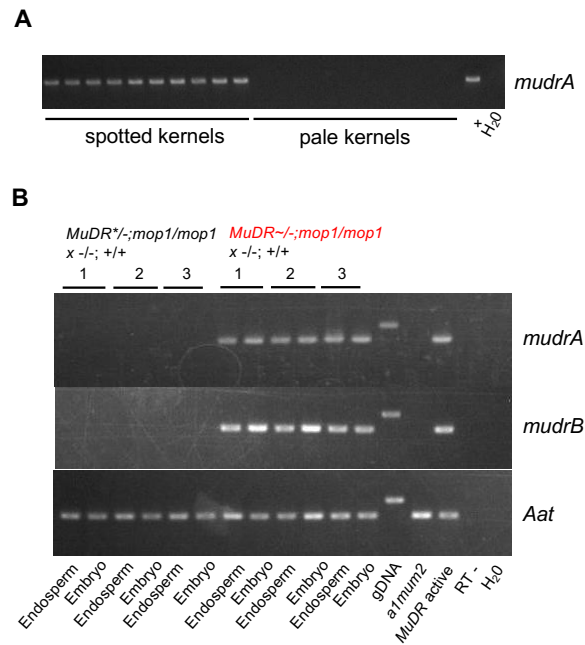 A
mudrA
spotted kernels
pale kernels
+
H20
B
MuDR*/-;mop1/mop1
x -/-; +/+
MuDR~/-;mop1/mop1
x -/-; +/+
1 2 3 1 2 3
mudrA
mudrB
Aat
Endosperm
Embryo
Endosperm
Embryo
Endosperm
Embryo
Endosperm
Embryo
Endosperm
Embryo
Endosperm
Embryo
gDNA
a1mum2
MuDR active
RT -
H20